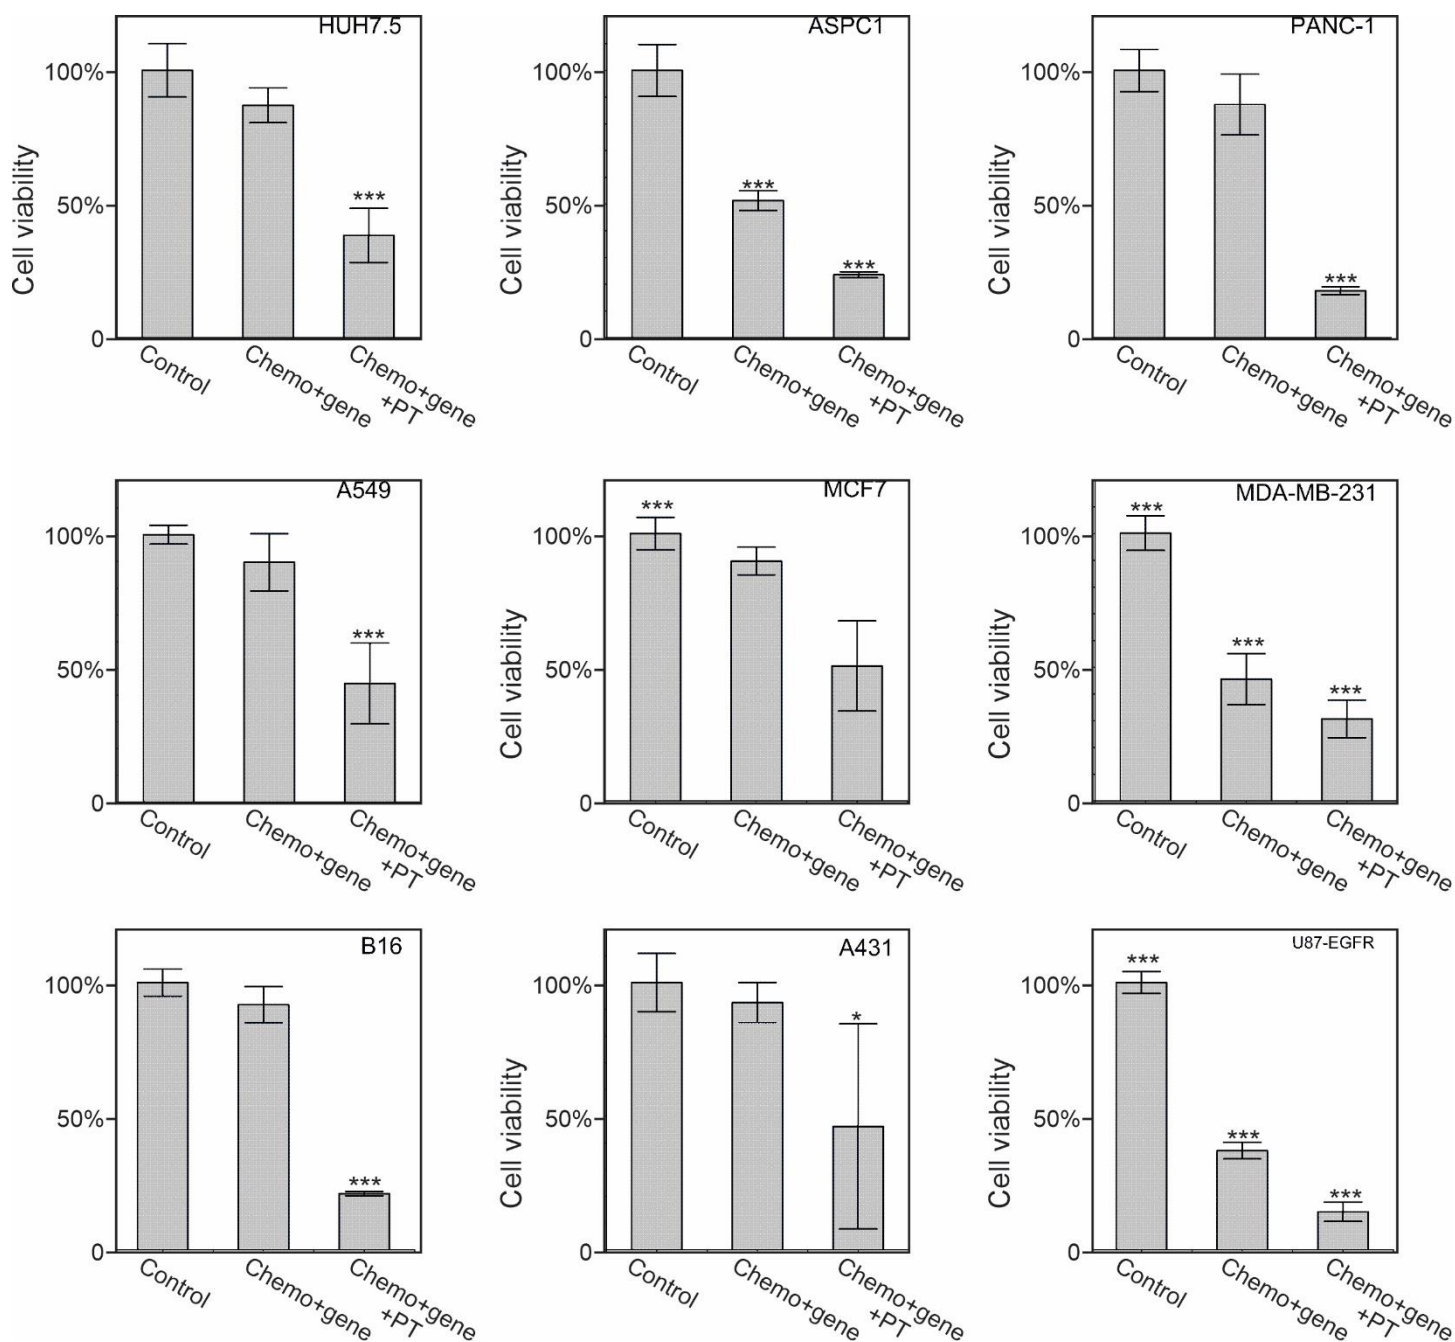 HUH7.5
Cell viability
100%
50%
0
***
Control
Chemo+gene
Chemo+gene
+PT
ASPC1
Cell viability
100%
50%
0
***
***
Control
Chemo+gene
Chemo+gene
+PT
PANC-1
Cell viability
100%
50%
0
***
Control
Chemo+gene
Chemo+gene
+PT
A549
100%
50%
0
***
Control
Chemo+gene
Chemo+gene
+PT
MCF7
Cell viability
100%
50%
0
***
Control
Chemo+gene
Chemo+gene
+PT
MDA-MB-231
Cell viability
100%
50%
0
***
***
***
Control
Chemo+gene
Chemo+gene
+PT
B16
100%
50%
0
***
Control
Chemo+gene
Chemo+gene
+PT
A431
Cell viability
100%
50%
0
*
Control
Chemo+gene
Chemo+gene
+PT
U87-EGFR
Cell viability
100%
50%
0
***
***
***
Control
Chemo+gene
Chemo+gene
+PT